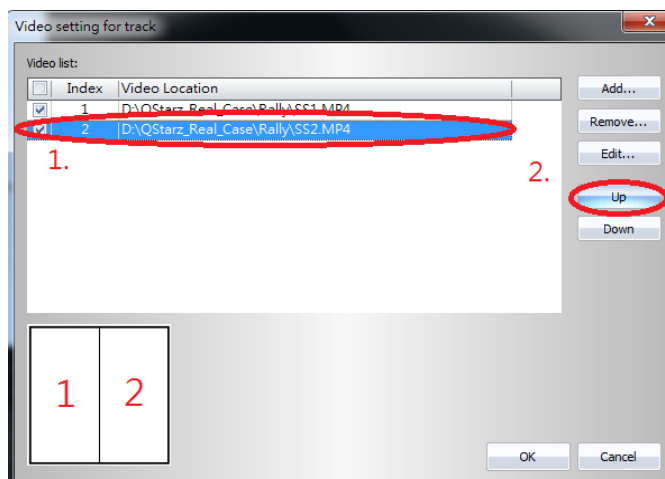 Video setting for track
Video list:
Index Video Location
1 D:\QStarz_Real_Case\Rally\SS1.MP4
2 D:\QStarz_Real_Case\Rally\SS2.MP4
1.
2.
Add...
Remove...
Edit...
Up
Down
1 2
OK Cancel